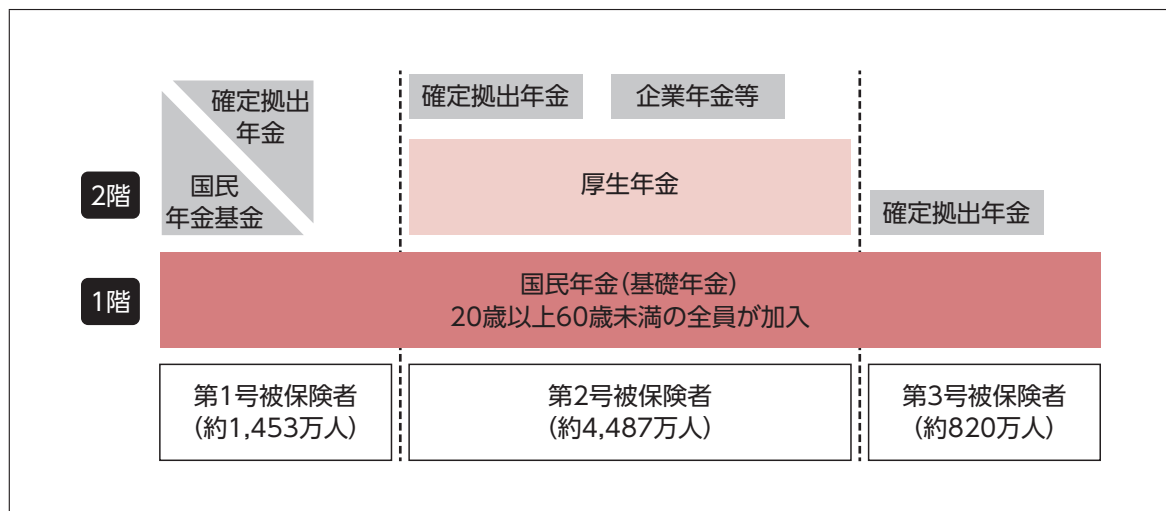 確定拠出
年金
国民
年金基金
確定拠出年金
企業年金等
2階
厚生年金
確定拠出年金
1階
国民年金(基礎年金)
20歳以上60歳未満の全員が加入
第1号被保険者
(約1,453万人)
第2号被保険者
(約4,487万人)
第3号被保険者
(約820万人)